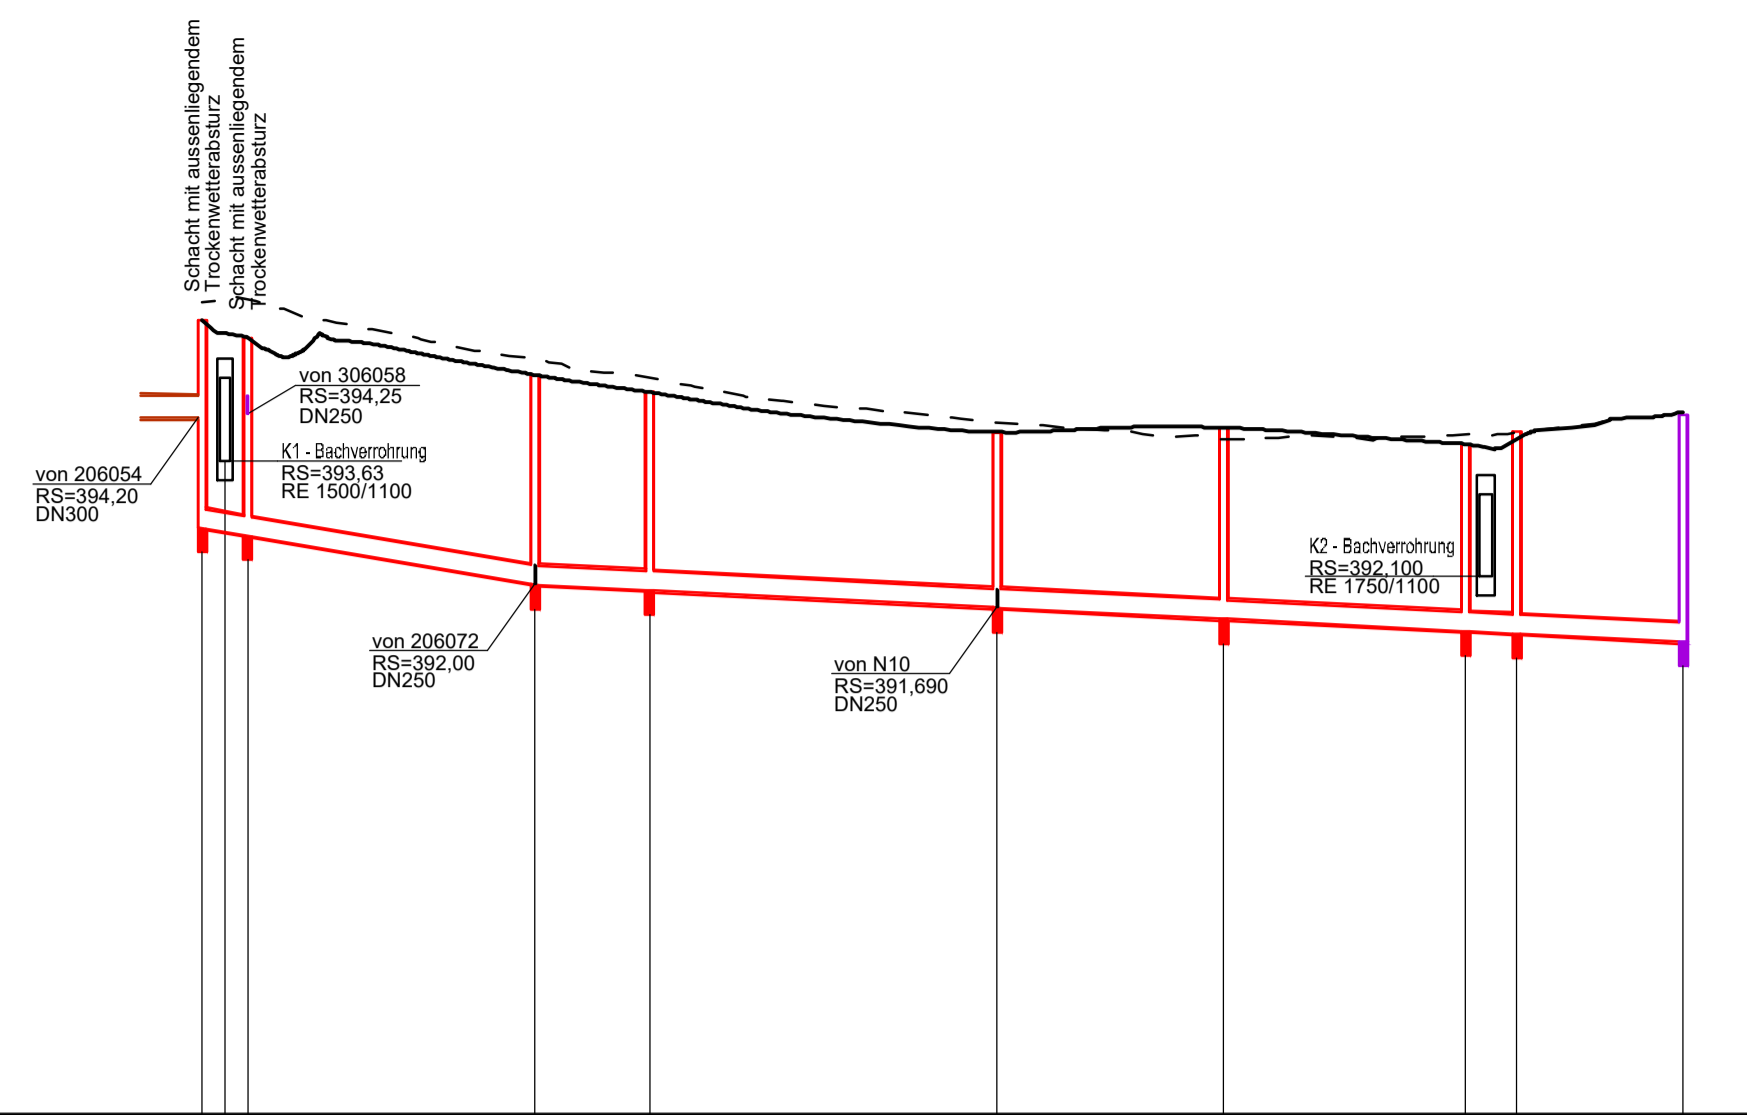 Schacht mit aussenliegendem
Trockenwetterabsturz
Schacht mit aussenliegendem
Trockenwetterabsturz
von 306058
RS=394,25
DN250
K1 - Bachverrohrung
RS=393,63
RE 1500/1100
von 206054
RS=394,20
DN300
K2 - Bachverrohrung
RS=392,100
RE 1750/1100
von 206072
RS=392,00
DN250
von N10
RS=391,690
DN250